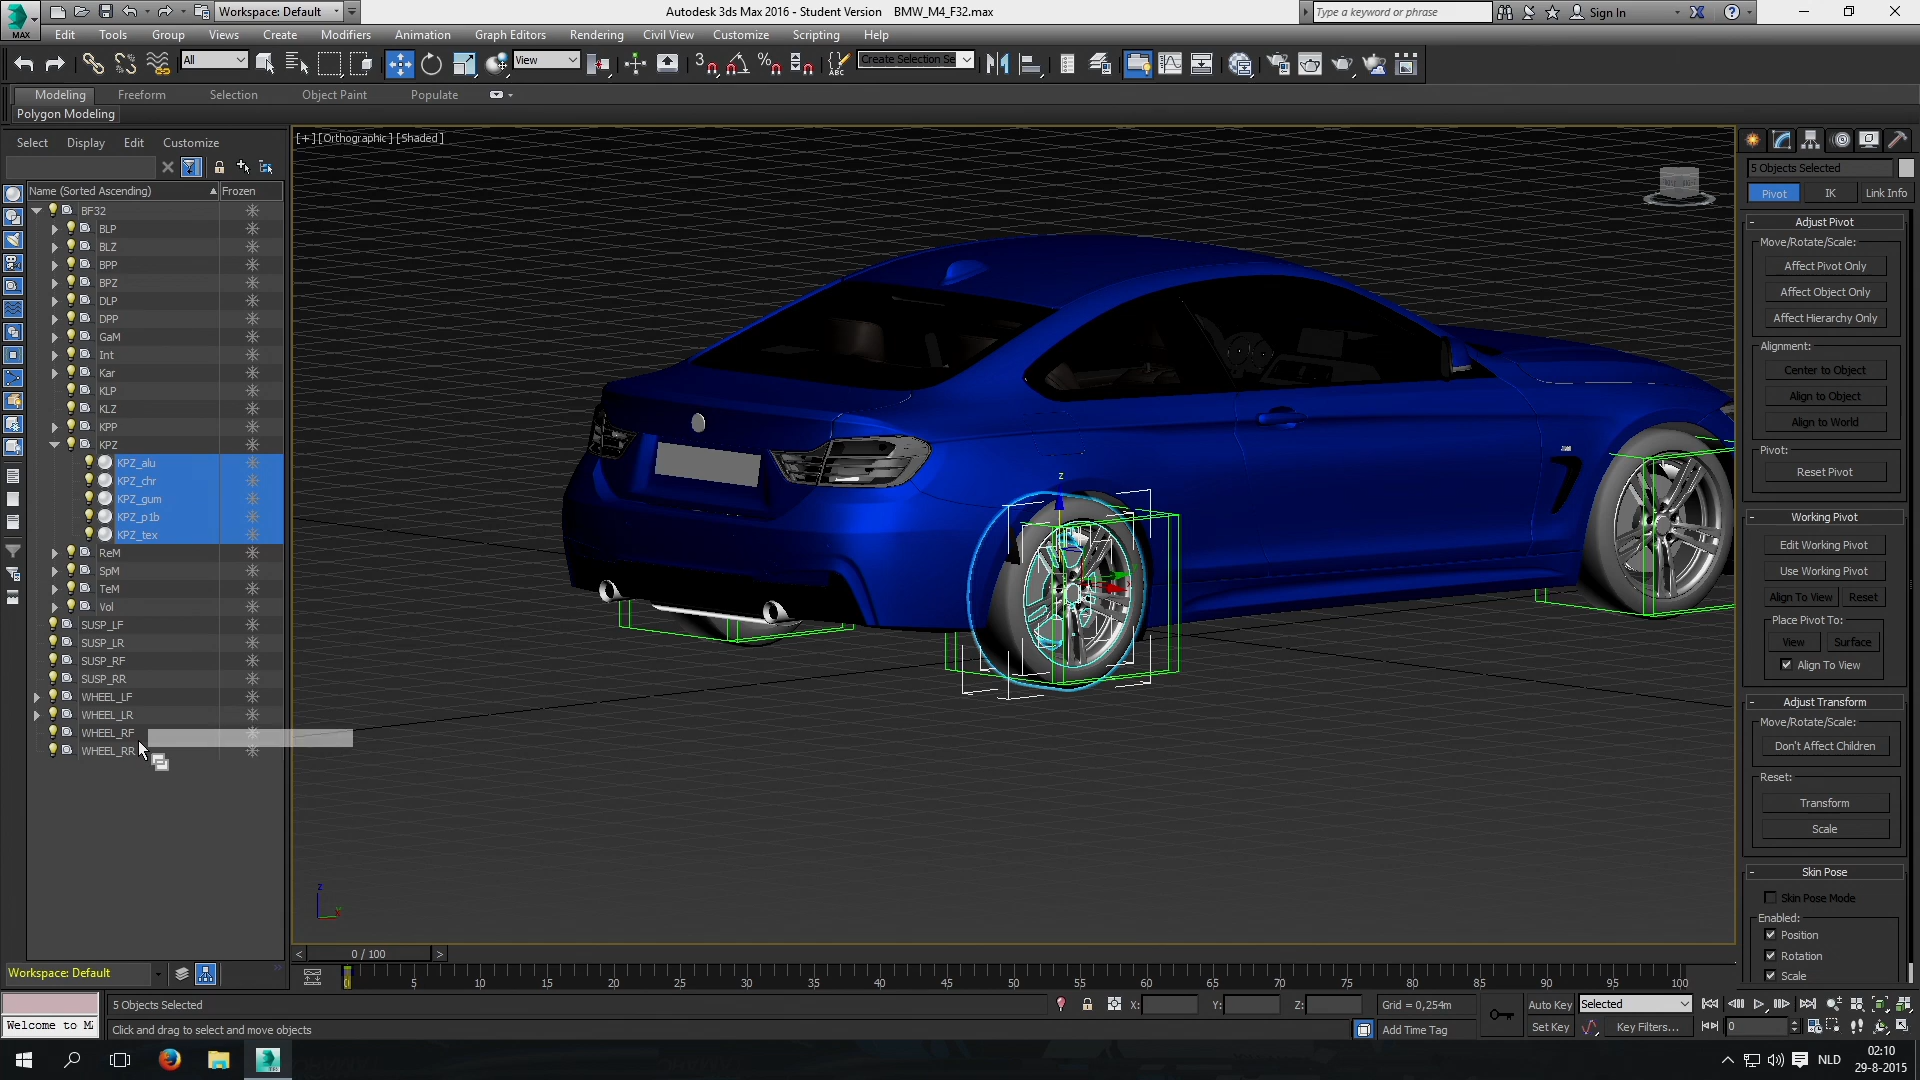 Workspace: Default
Autodesk 3ds Max 2016 - Student Version BMW_M4_F32.max
Type a keyword or phrase
Sign In
MAX
Edit Tools Group Views Create Modifiers Animation Graph Editors Rendering Civil View Customize Scripting Help
All
View
3
ABC
Create Selection Se
Modeling Freeform Selection Object Paint Populate
Polygon Modeling
Select Display Edit Customize
Name (Sorted Ascending) Frozen
BF32
BLP
BLZ
BPP
BPZ
DLP
DPP
GaM
Int
Kar
KLP
KLZ
KPP
KPZ
KPZ_alu
KPZ_chr
KPZ_gum
KPZ_p1b
KPZ_tex
ReM
SpM
TeM
Vol
SUSP_LF
SUSP_LR
SUSP_RF
SUSP_RR
WHEEL_LF
WHEEL_LR
WHEEL_RF
WHEEL_RR
[+] [Orthographic] [Shaded]
z
z
5 Objects Selected
Pivot IK Link Info
- Adjust Pivot
Move/Rotate/Scale:
Affect Pivot Only
Affect Object Only
Affect Hierarchy Only
Alignment:
Center to Object
Align to Object
Align to World
Pivot:
Reset Pivot
- Working Pivot
Edit Working Pivot
Use Working Pivot
Align To View Reset
Place Pivot To:
View Surface
Align To View
- Adjust Transform
Move/Rotate/Scale:
Don't Affect Children
Reset:
Transform
Scale
- Skin Pose
Skin Pose Mode
Enabled:
Position
Rotation
Scale
< 0 / 100 >
Workspace: Default
5 10 15 20 25 30 35 40 45 50 55 60 65 70 75 80 85 90 95 100
5 Objects Selected
X: Y: Z: Grid = 0,254m
Auto Key Selected
Welcome to M
Click and drag to select and move objects
Add Time Tag
Set Key Key Filters... 0
NLD
02:10
29-8-2015